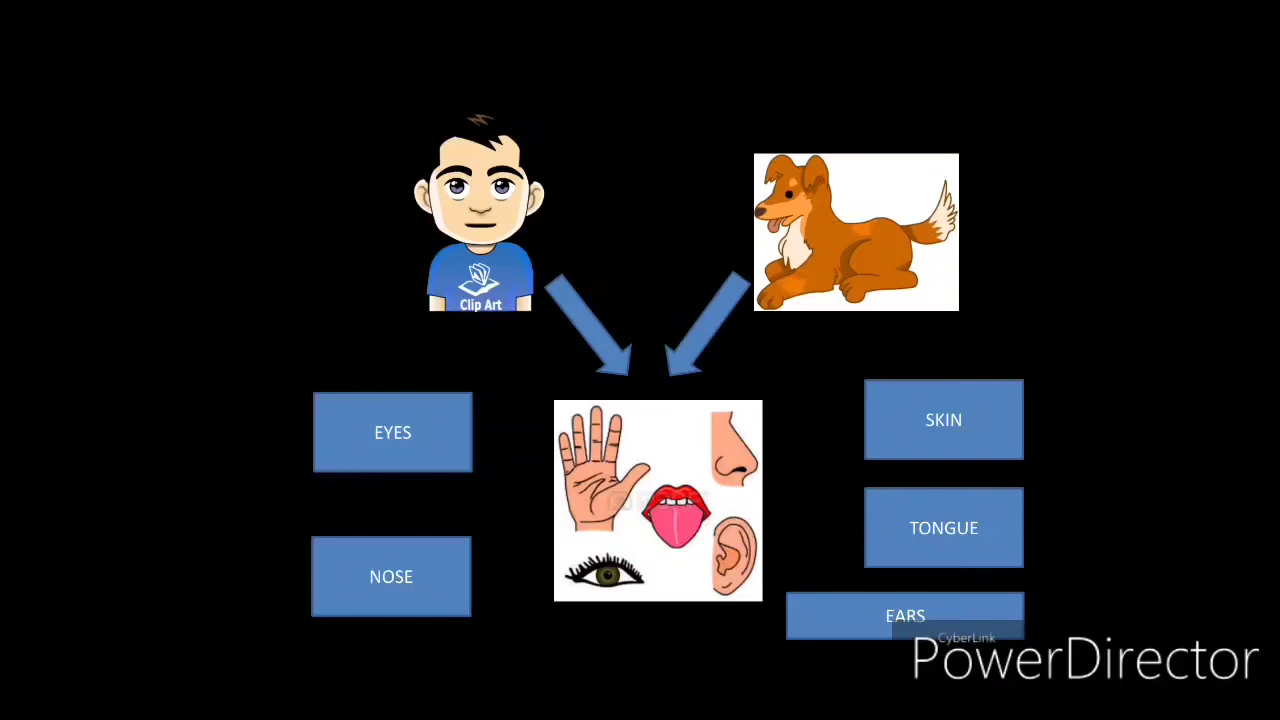 Clip Art
EYES
SKIN
TONGUE
NOSE
EARS
CyberLink
PowerDirector